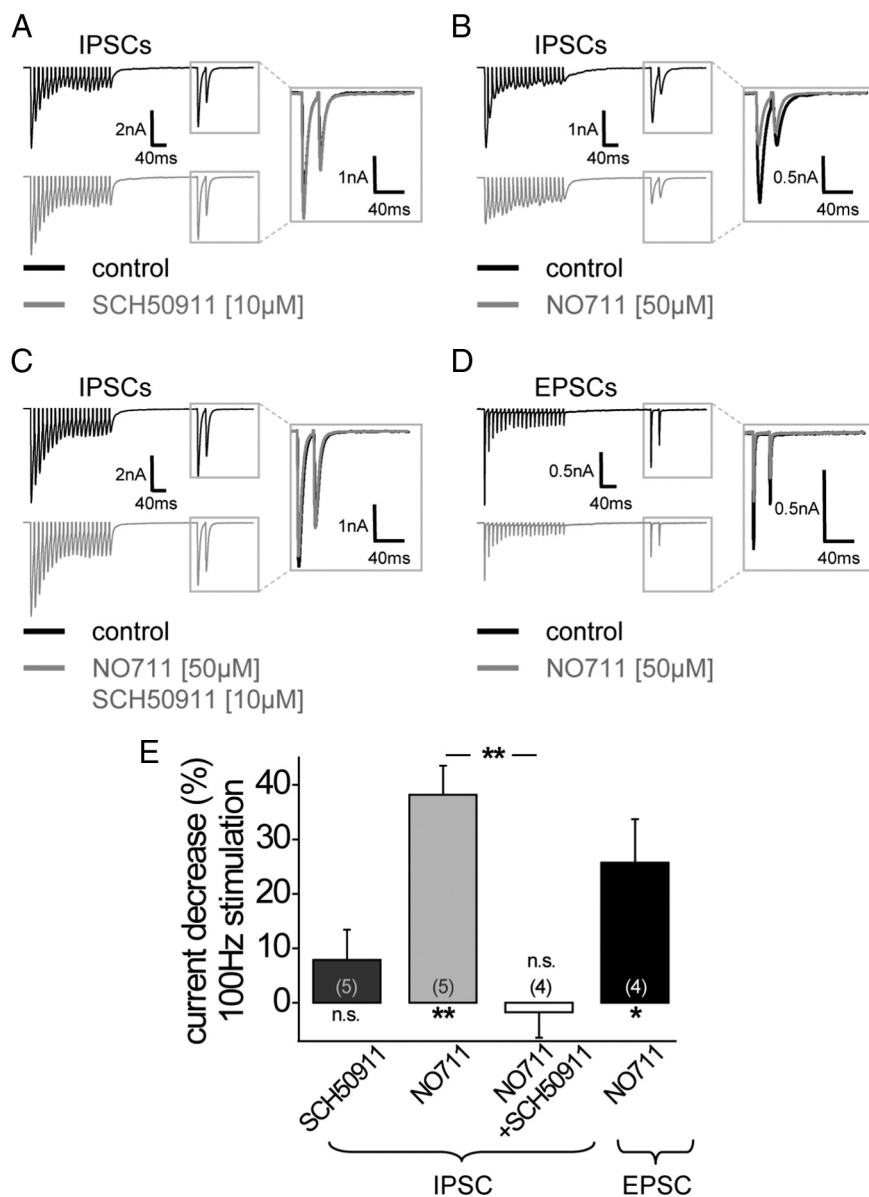 A
IPSCs
2nA
40ms
1nA
40ms
control
SCH50911 [10µM]
B
IPSCs
1nA
40ms
0.5nA
40ms
control
NO711 [50µM]
C
IPSCs
2nA
40ms
1nA
40ms
control
NO711 [50µM]
SCH50911 [10µM]
D
EPSCs
0.5nA
40ms
0.5nA
40ms
control
NO711 [50µM]
E
current decrease (%)
100Hz stimulation
40
30
20
10
0
**
n.s.
(5)
(5)
(4)
(4)
n.s.
**
*
SCH50911
NO711
NO711
+SCH50911
NO711
IPSC
EPSC